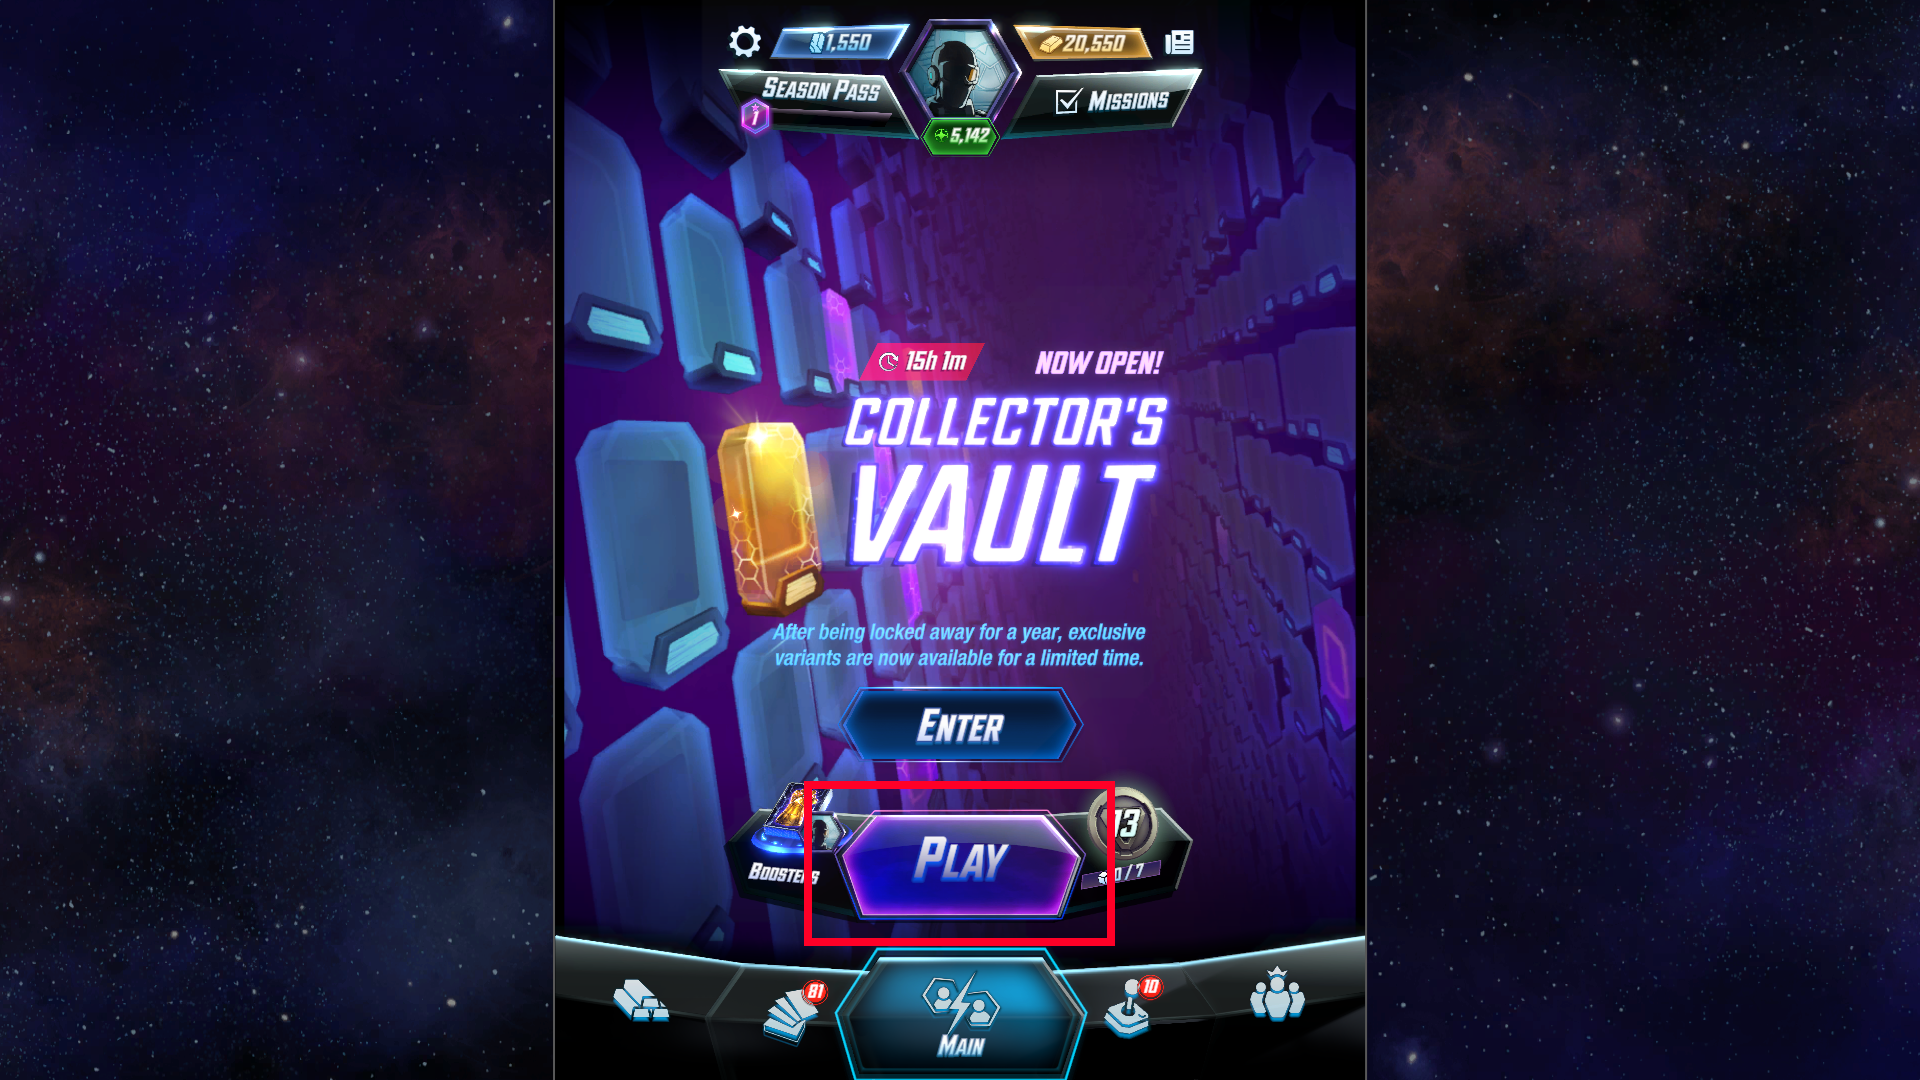 1,550
20,550
SEASON PASS
1
MISSIONS
5,142
15h 1m
NOW OPEN!
COLLECTOR'S
VAULT
After being locked away for a year, exclusive
variants are now available for a limited time.
ENTER
BOOSTERS
PLAY
13
0/7
81
MAIN
10